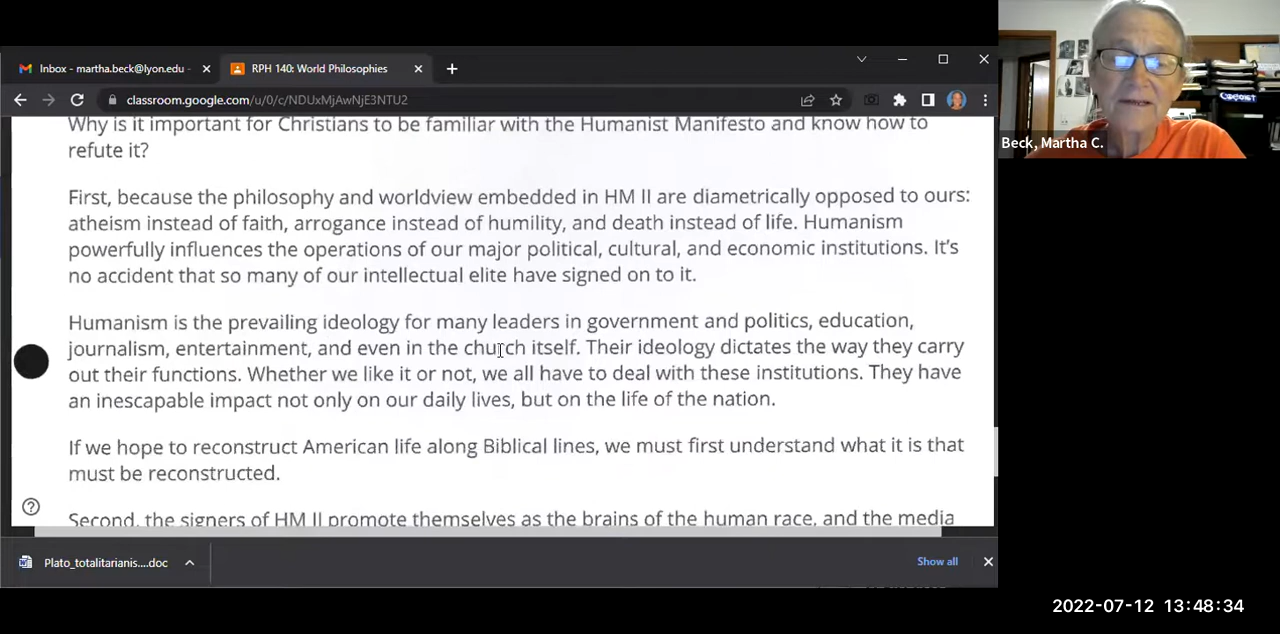 Inbox - martha.beck@lyon.edu -
RPH 140: World Philosophies
classroom.google.com/u/0/c/NDUxMjAwNjE3NTU2
Why is it important for Christians to be familiar with the Humanist Manifesto and know how to
refute it?
First, because the philosophy and worldview embedded in HM II are diametrically opposed to ours:
atheism instead of faith, arrogance instead of humility, and death instead of life. Humanism
powerfully influences the operations of our major political, cultural, and economic institutions. It's
no accident that so many of our intellectual elite have signed on to it.
Humanism is the prevailing ideology for many leaders in government and politics, education,
journalism, entertainment, and even in the church itself. Their ideology dictates the way they carry
out their functions. Whether we like it or not, we all have to deal with these institutions. They have
an inescapable impact not only on our daily lives, but on the life of the nation.
If we hope to reconstruct American life along Biblical lines, we must first understand what it is that
must be reconstructed.
Second, the signers of HM II promote themselves as the brains of the human race, and the media
Plato_totalitarianis....doc
Show all
Beck, Martha C.
2022-07-12 13:48:34